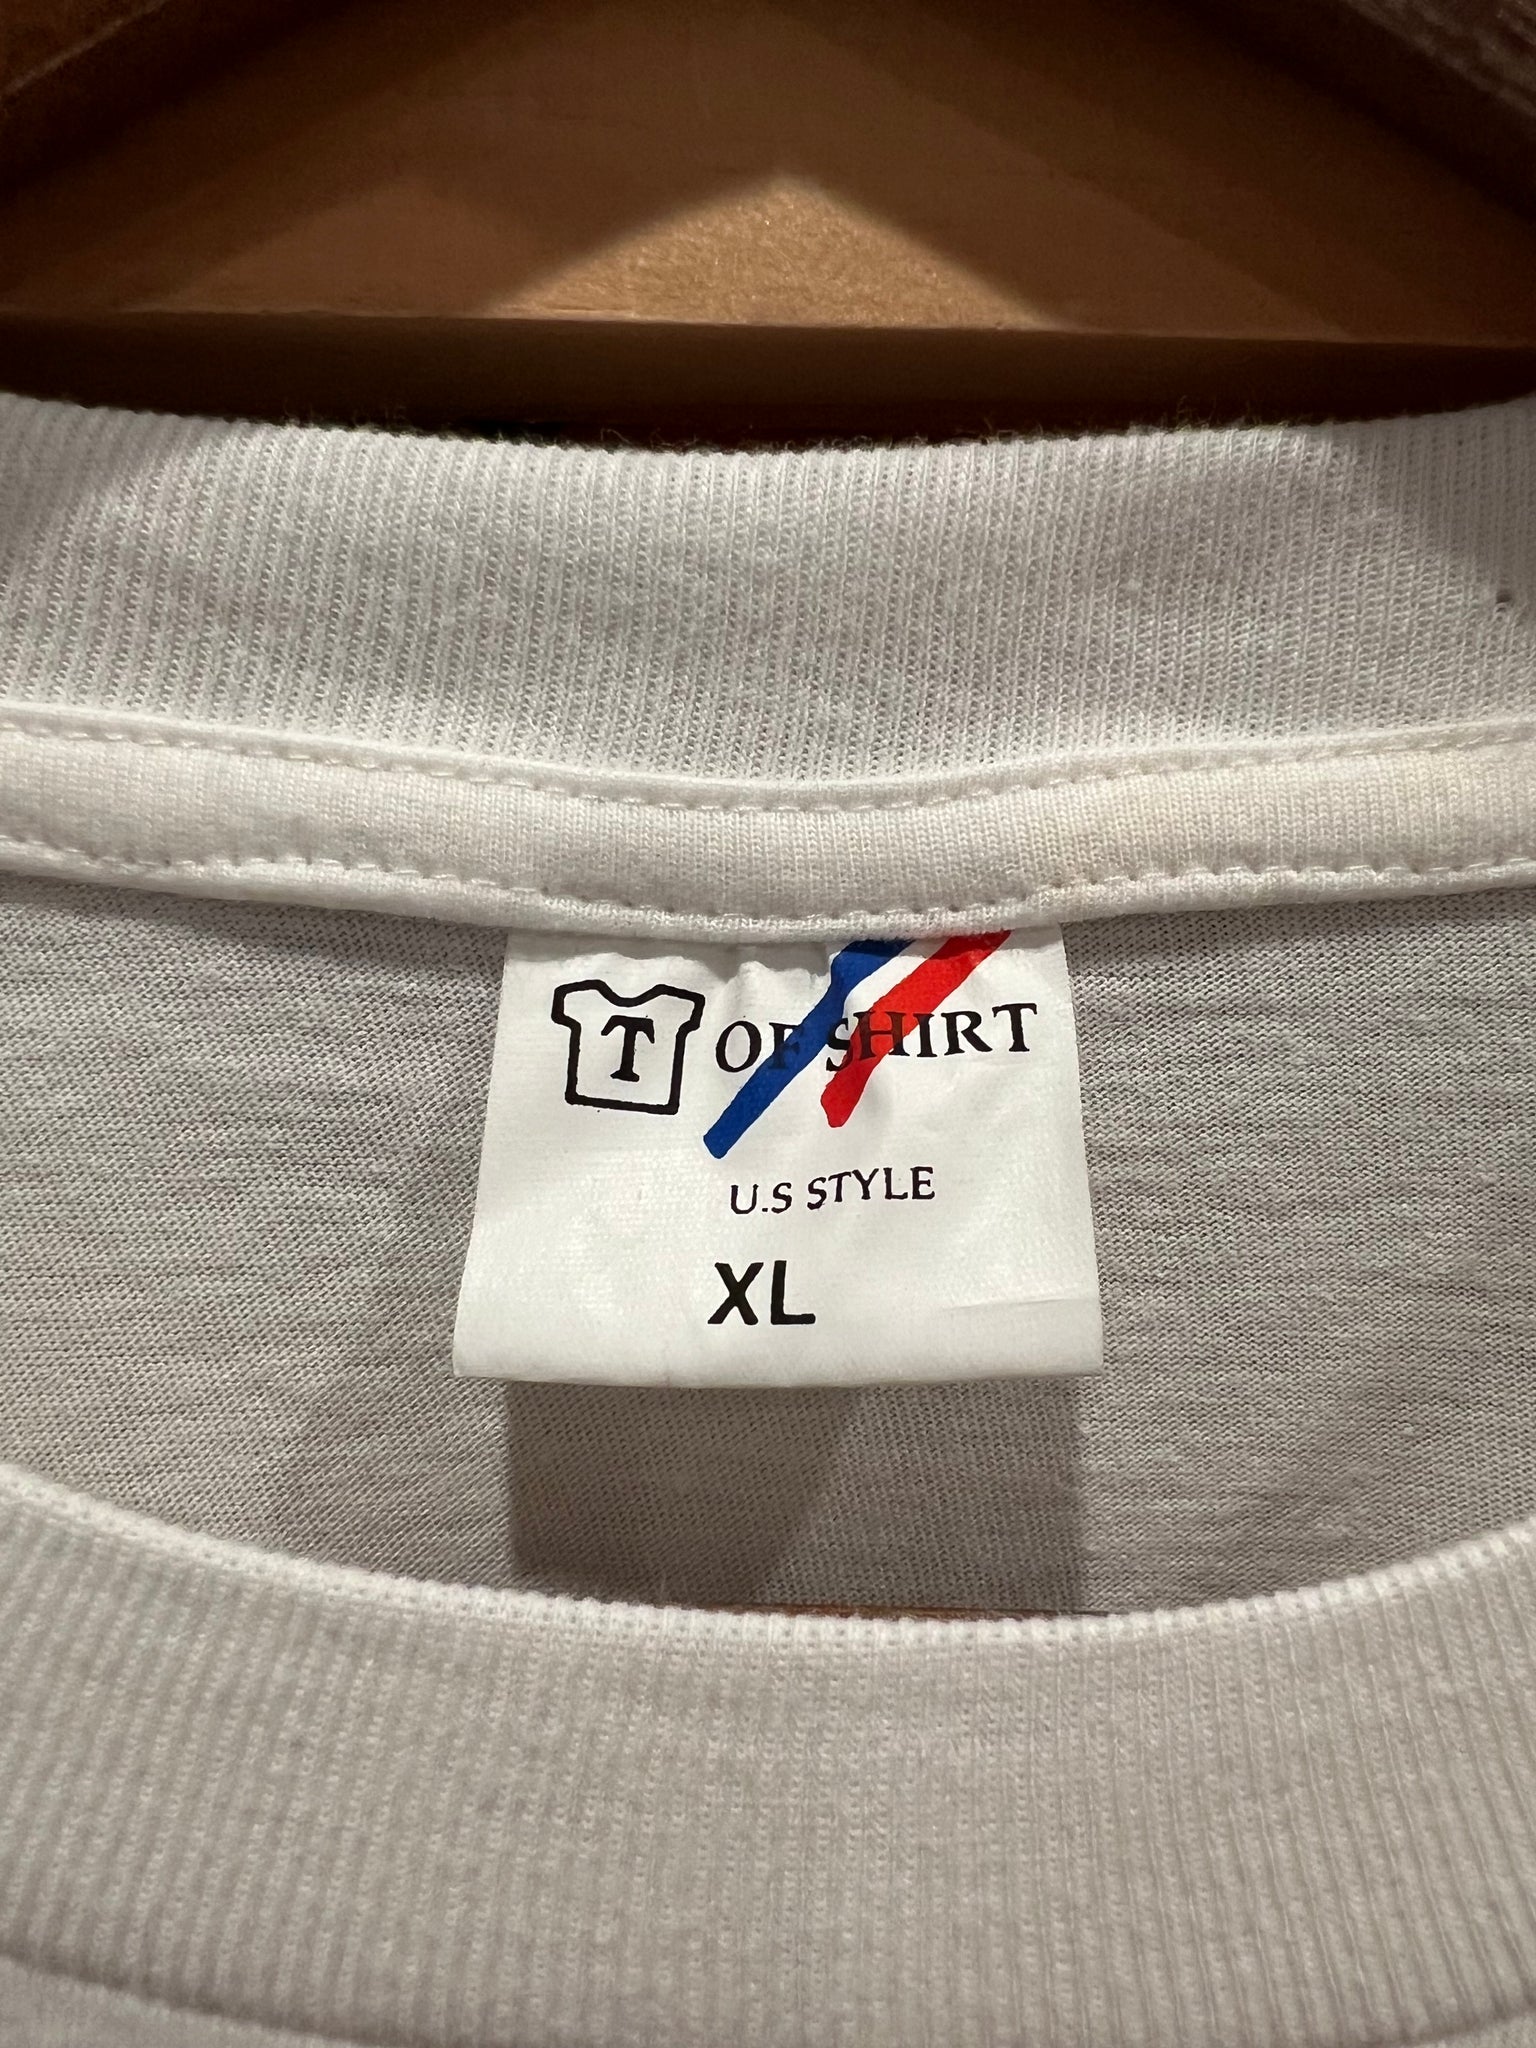 T OF SHIRT
U.S STYLE
XL